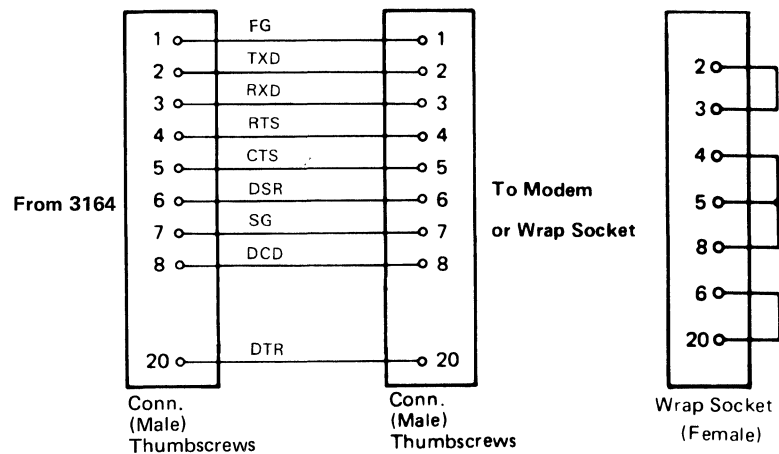 FG
1 1
TXD
2 2
RXD
3 3
RTS
4 4
CTS
5 5
DSR
6 6
SG
7 7
DCD
8 8
DTR
20 20
From 3164
To Modem
or Wrap Socket
Conn.
(Male)
Thumbscrews
Conn.
(Male)
Thumbscrews
2
3
4
5
8
6
20
Wrap Socket
(Female)